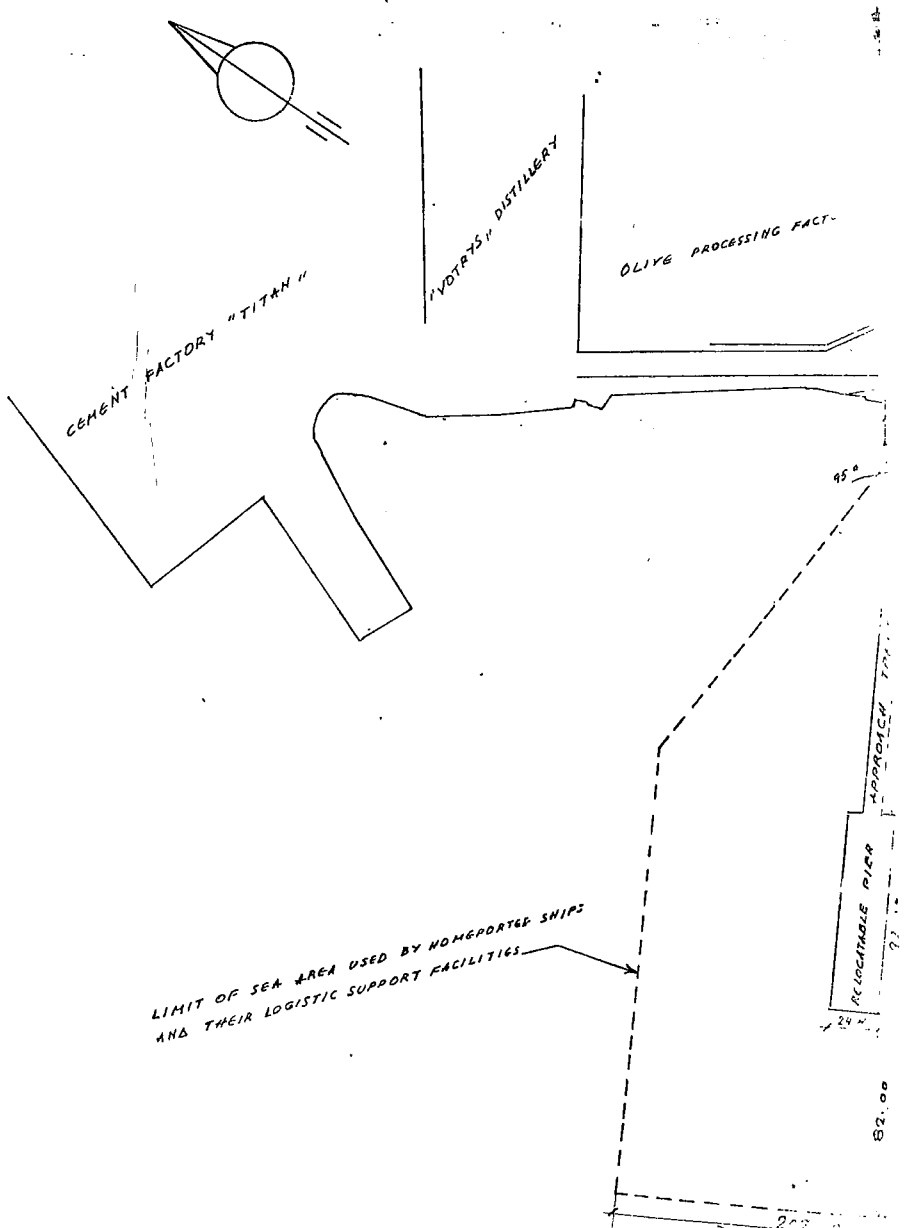 "VOTRYS" DISTILLERY
OLIVE PROCESSING FACT.
CEMENT FACTORY "TITAN"
95°
APPROACH
RELOCATABLE PIER
24 M
LIMIT OF SEA AREA USED BY HOMEPORTED SHIPS
AND THEIR LOGISTIC SUPPORT FACILITIES
82.00